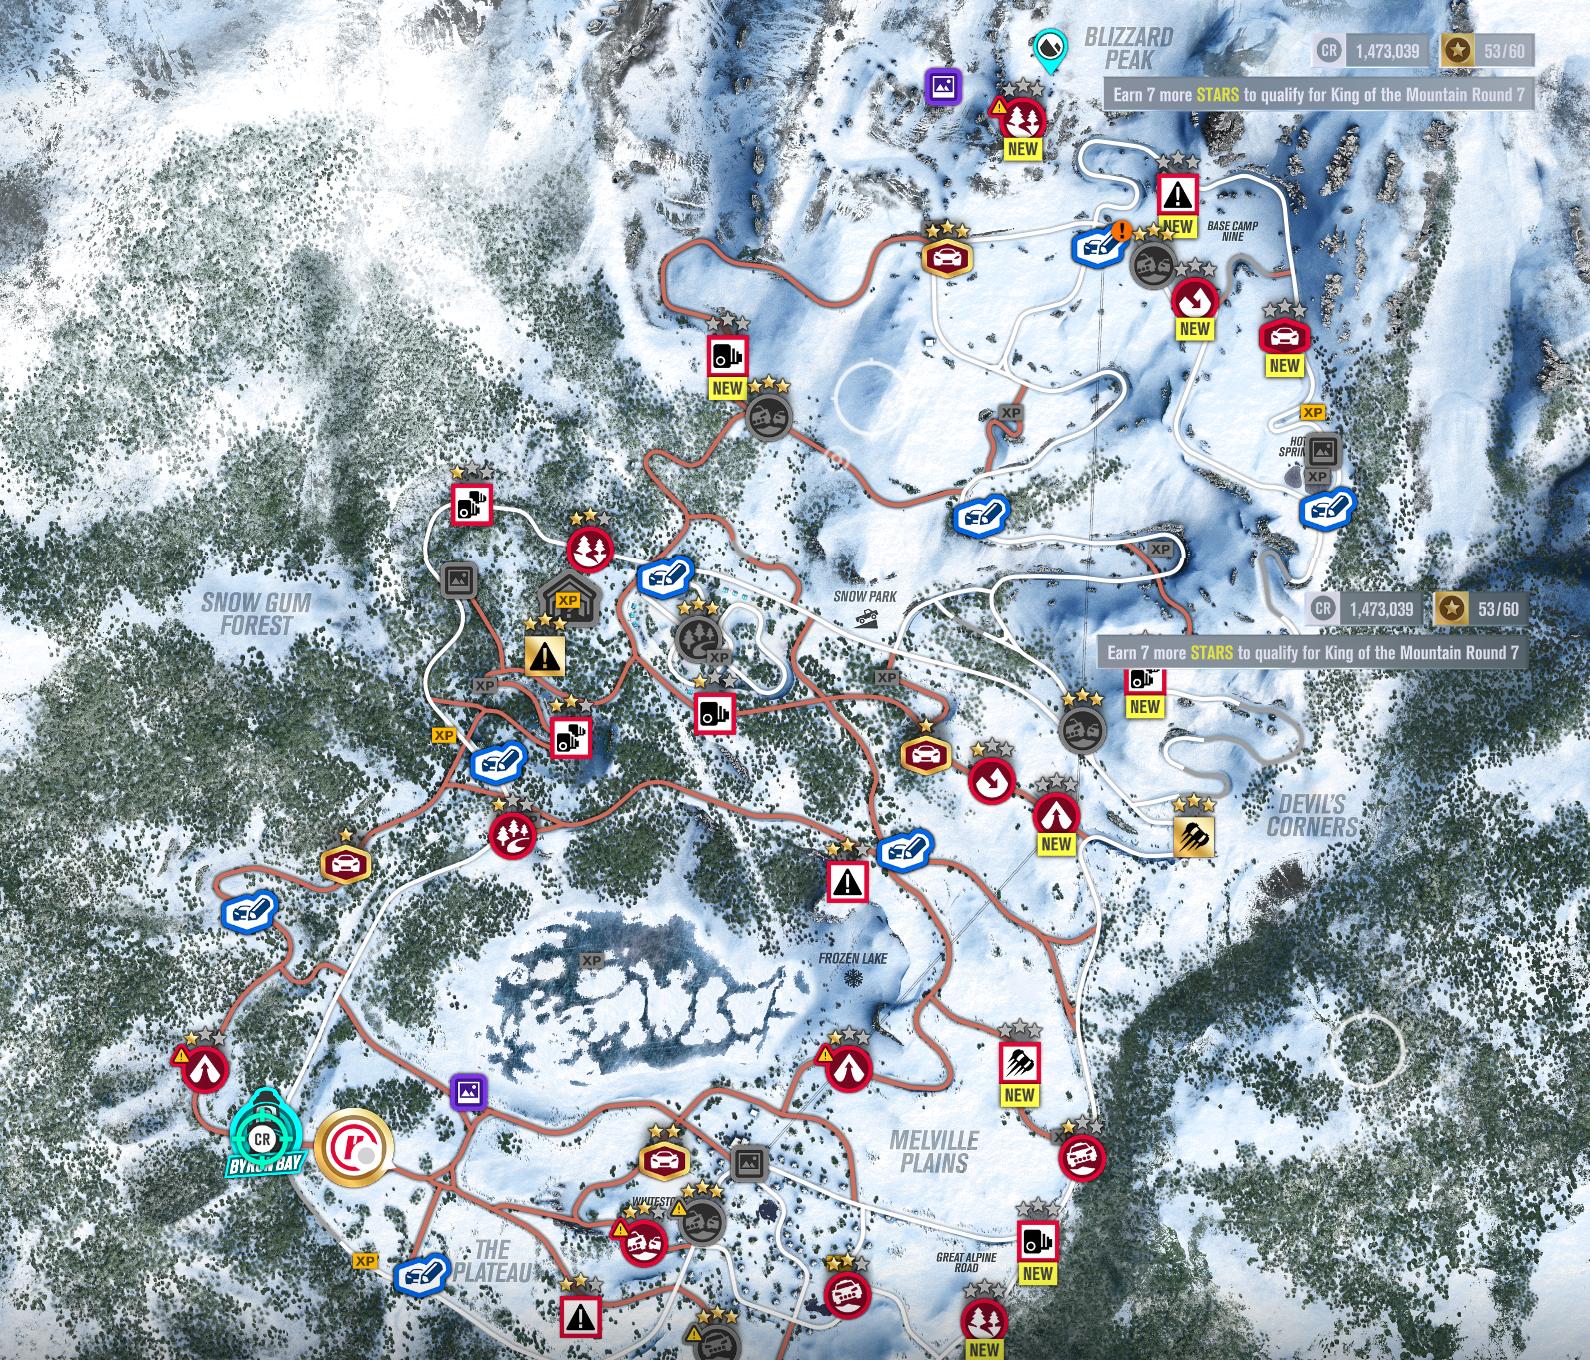 BLIZZARD
PEAK
CR 1,473,039 53/60
Earn 7 more STARS to qualify for King of the Mountain Round 7
NEW
NEW
BASE CAMP
NINE
NEW
NEW
NEW
XP
XP
HOT
XP
XP
SNOW GUM
FOREST
XP
SNOW PARK
CR 1,473,039 53/60
Earn 7 more STARS to qualify for King of the Mountain Round 7
XP
XP
XP
NEW
XP
DEVIL'S
CORNERS
NEW
FROZEN LAKE
XP
NEW
CR
BYRON BAY
MELVILLE
PLAINS
XP
THE
PLATEAU
GREAT ALPINE
ROAD
NEW
NEW